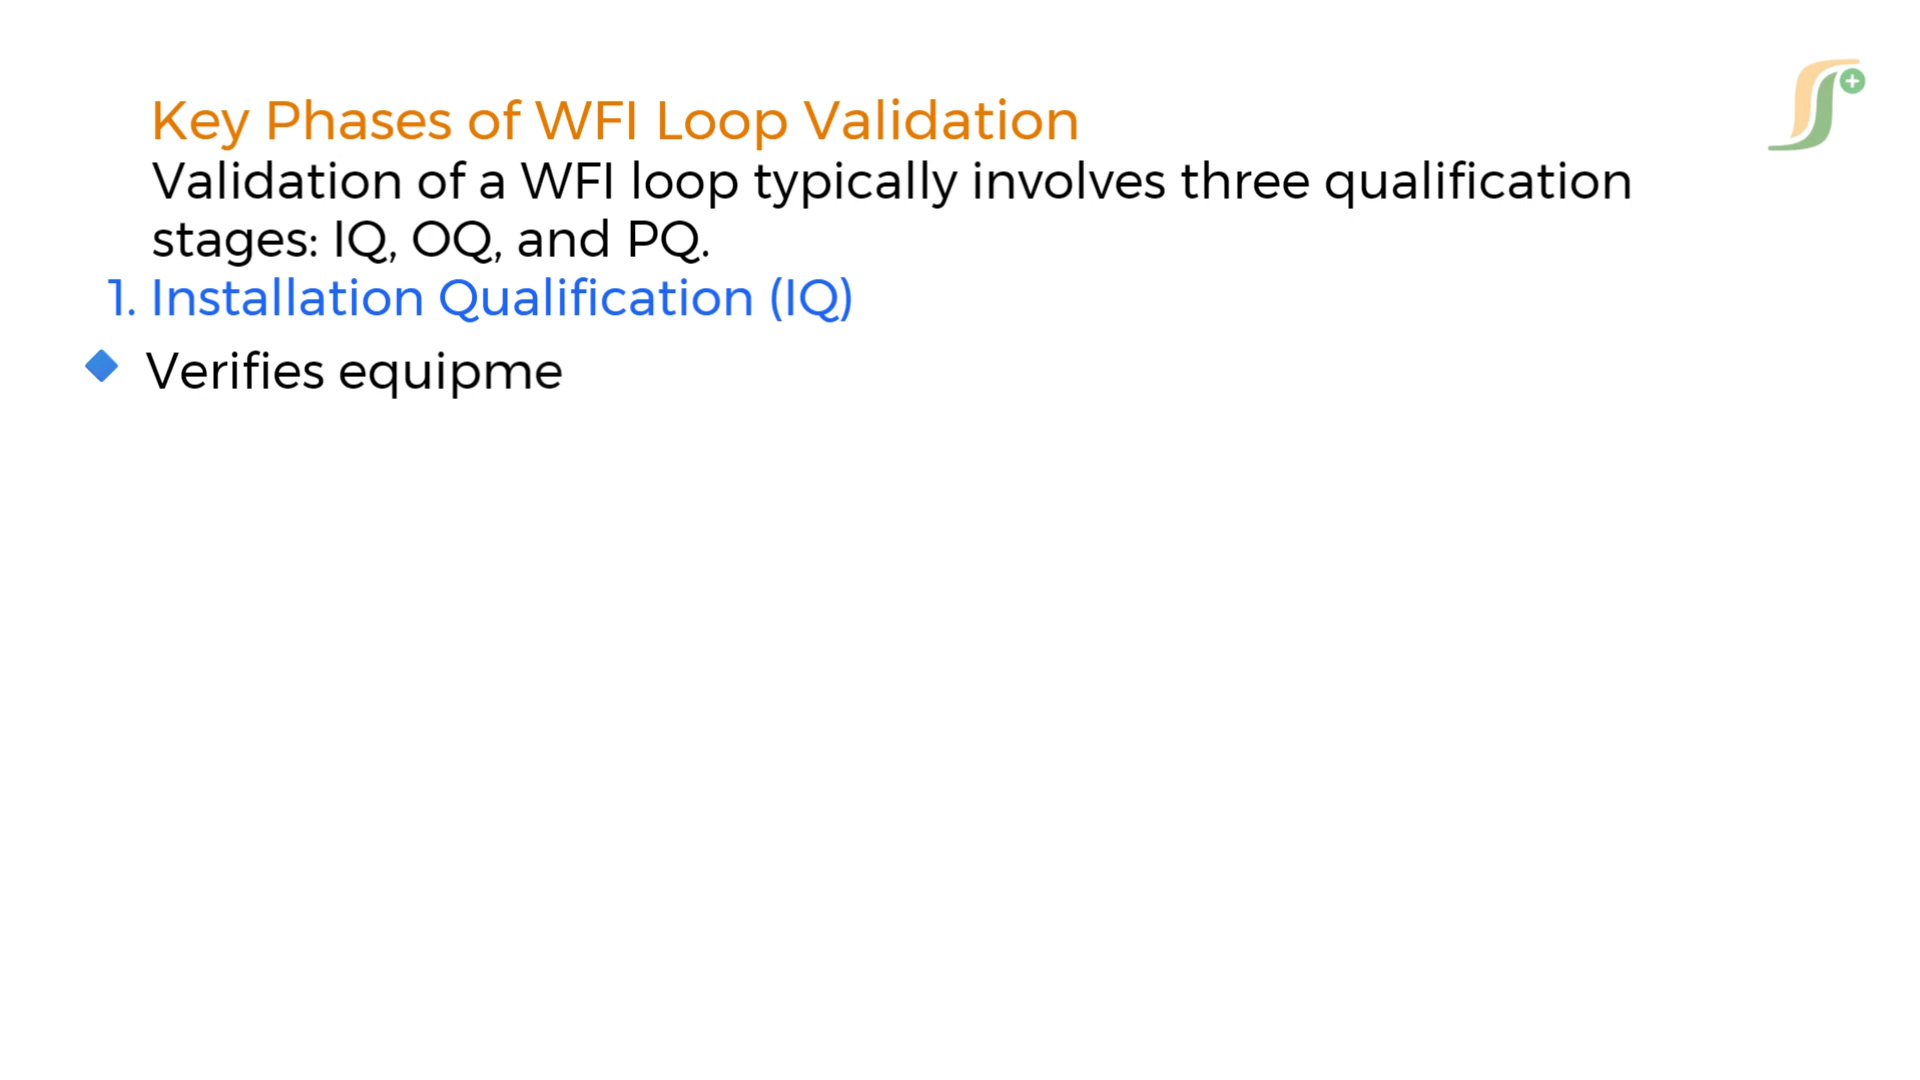 Key Phases of WFI Loop Validation
Validation of a WFI loop typically involves three qualification
stages: IQ, OQ, and PQ.
1. Installation Qualification (IQ)
Verifies equipme